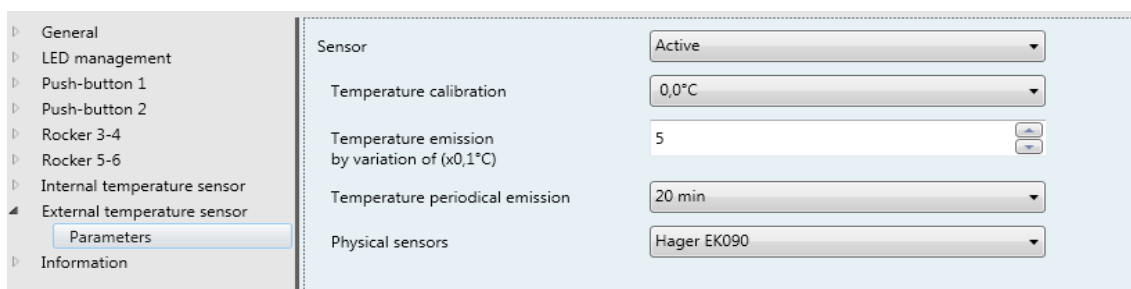 General
LED management
Push-button 1
Push-button 2
Rocker 3-4
Rocker 5-6
Internal temperature sensor
External temperature sensor
Parameters
Information
Sensor
Active
Temperature calibration
0,0°C
Temperature emission
by variation of (x0,1°C)
5
Temperature periodical emission
20 min
Physical sensors
Hager EK090